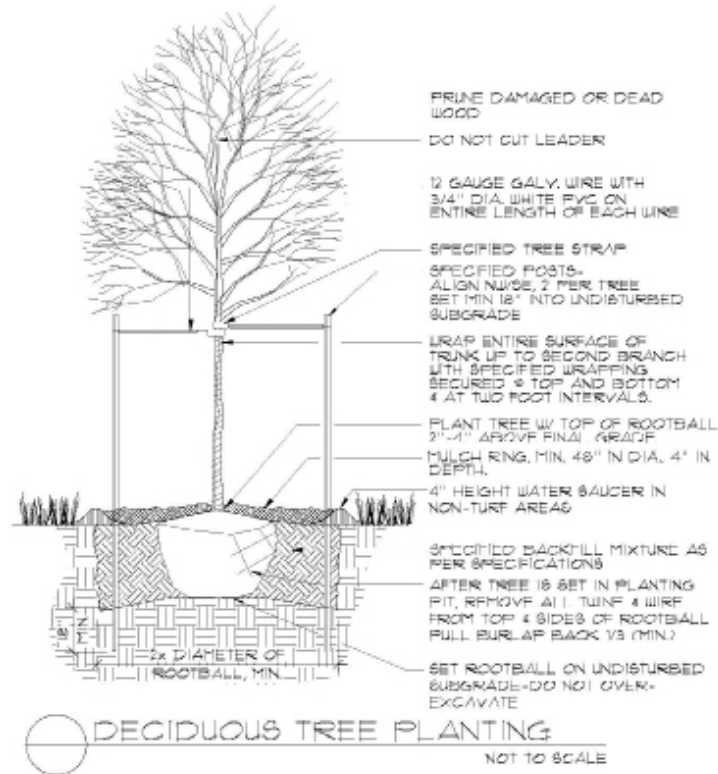 PRUNE DAMAGED OR DEAD
WOOD
DO NOT CUT LEADER
12 GAUGE GALV. WIRE WITH
3/4" DIA. WHITE PVC ON
ENTIRE LENGTH OF EACH WIRE
SPECIFIED TREE STRAP
SPECIFIED POSTS-
ALIGN NW/SE, 2 PER TREE
SET MIN 18" INTO UNDISTURBED
SUBGRADE
WRAP ENTIRE SURFACE OF
TRUNK UP TO SECOND BRANCH
WITH SPECIFIED WRAPPING
SECURED @ TOP AND BOTTOM
& AT TWO FOOT INTERVALS.
PLANT TREE W/ TOP OF ROOTBALL
2"-4" ABOVE FINAL GRADE
MULCH RING, MIN. 48" IN DIA., 4" IN
DEPTH.
4" HEIGHT WATER SAUCER IN
NON-TURF AREAS
SPECIFIED BACKFILL MIXTURE AS
PER SPECIFICATIONS
AFTER TREE IS SET IN PLANTING
PIT, REMOVE ALL TWINE & WIRE
FROM TOP & SIDES OF ROOTBALL
PULL BURLAP BACK 1/3 (MIN.)
SET ROOTBALL ON UNDISTURBED
SUBGRADE-DO NOT OVER-
EXCAVATE
18"
MIN
2x DIAMETER OF
ROOTBALL, MIN.
DECIDUOUS TREE PLANTING
NOT TO SCALE